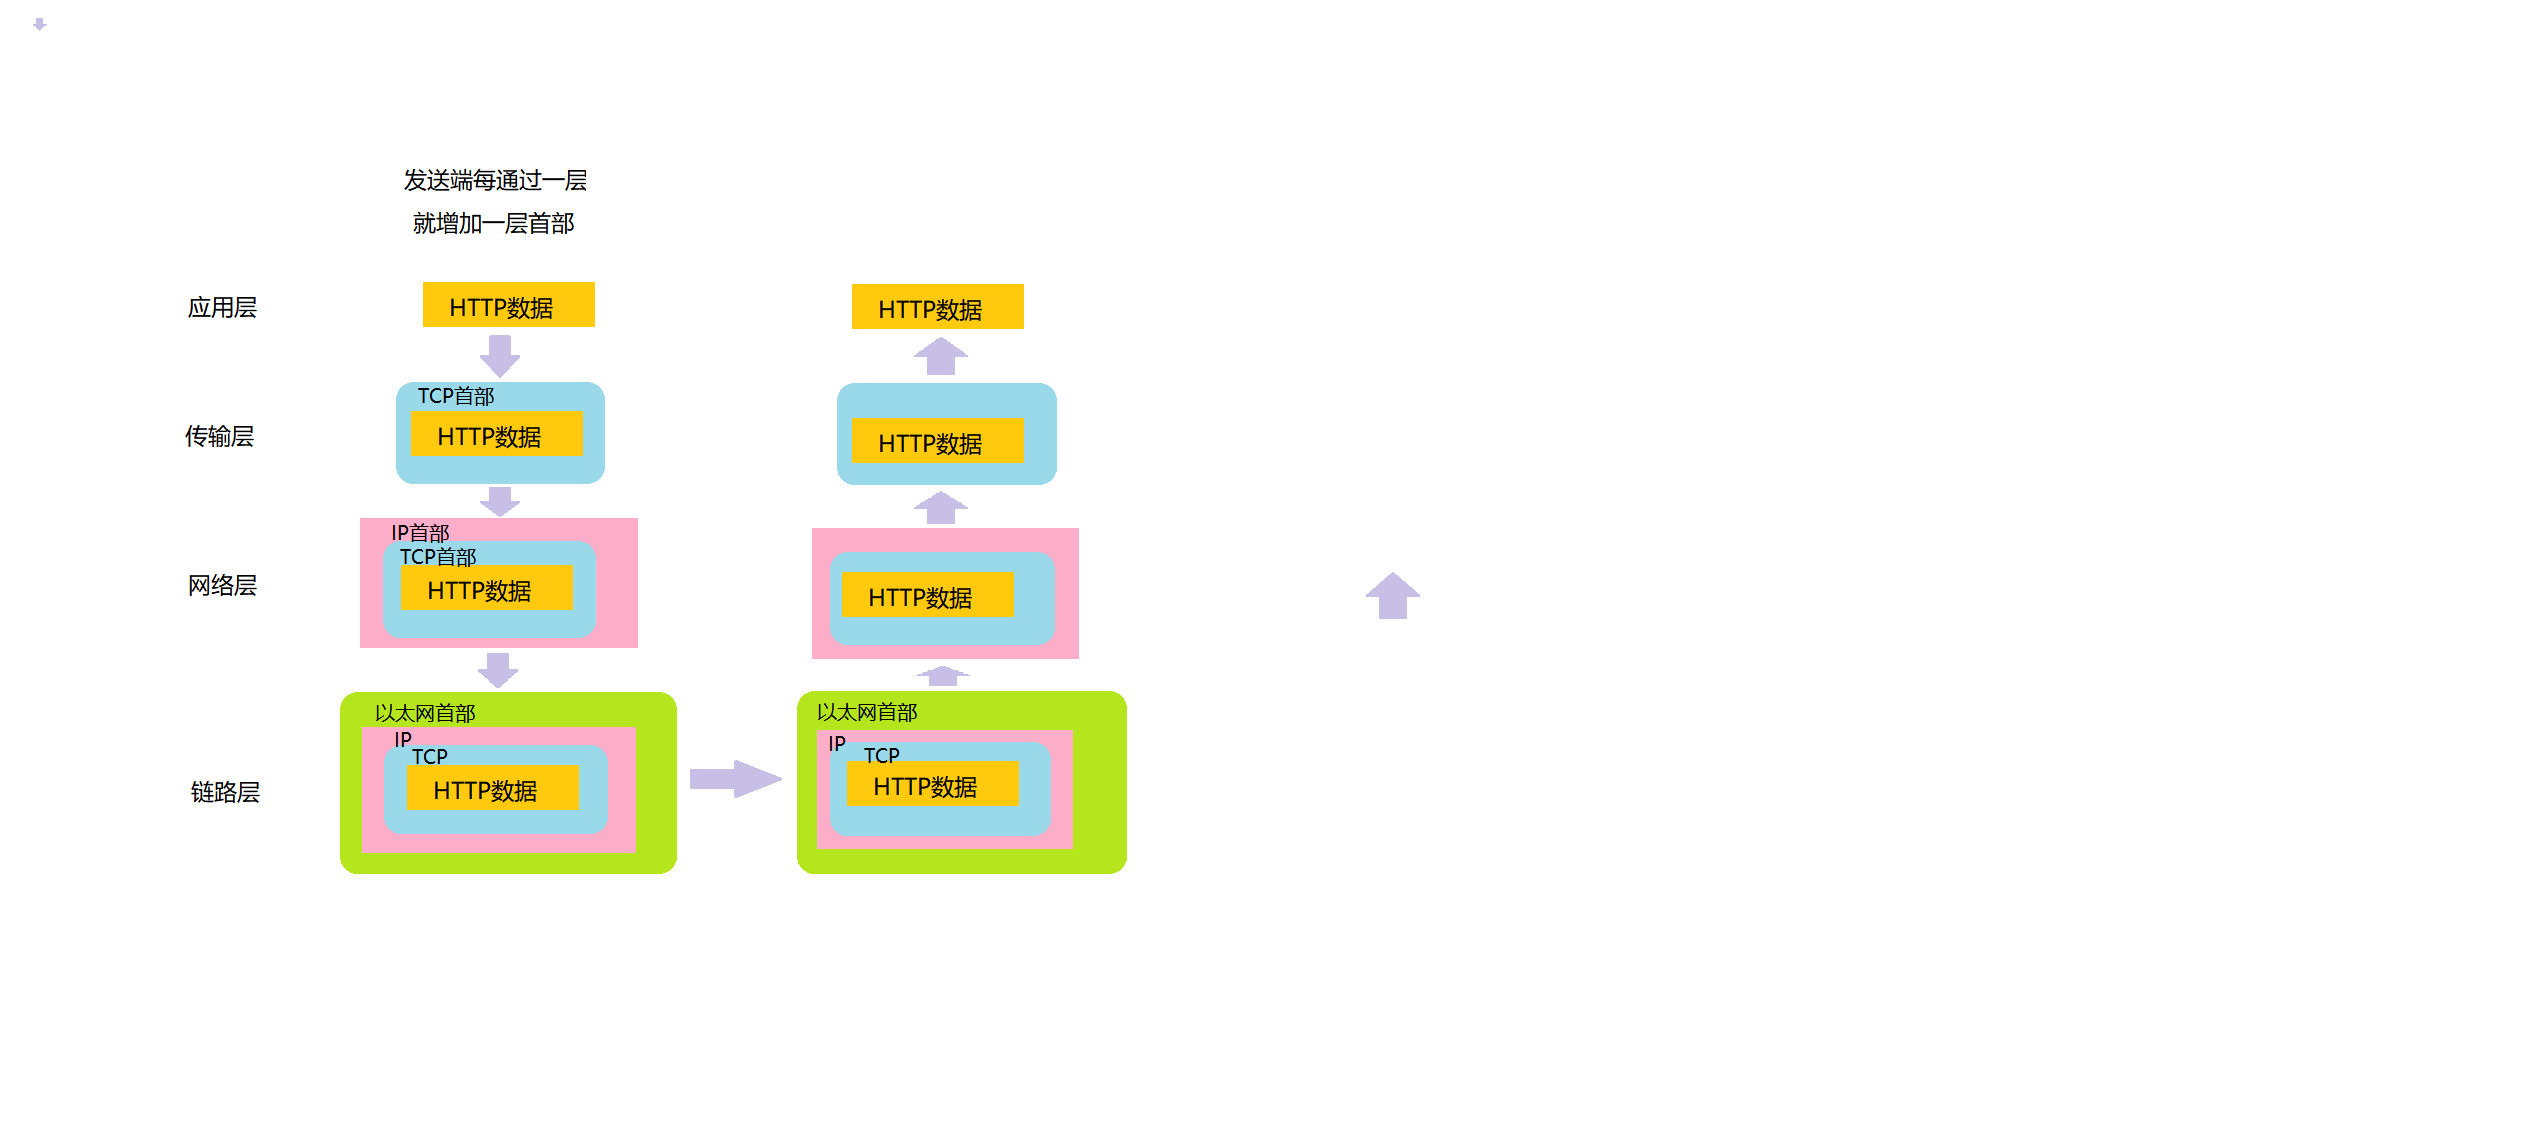 发送端每通过一层
就增加一层首部
应用层
HTTP数据
HTTP数据
传输层
TCP首部
HTTP数据
HTTP数据
网络层
IP首部
TCP首部
HTTP数据
HTTP数据
链路层
以太网首部
IP
TCP
HTTP数据
以太网首部
IP
TCP
HTTP数据